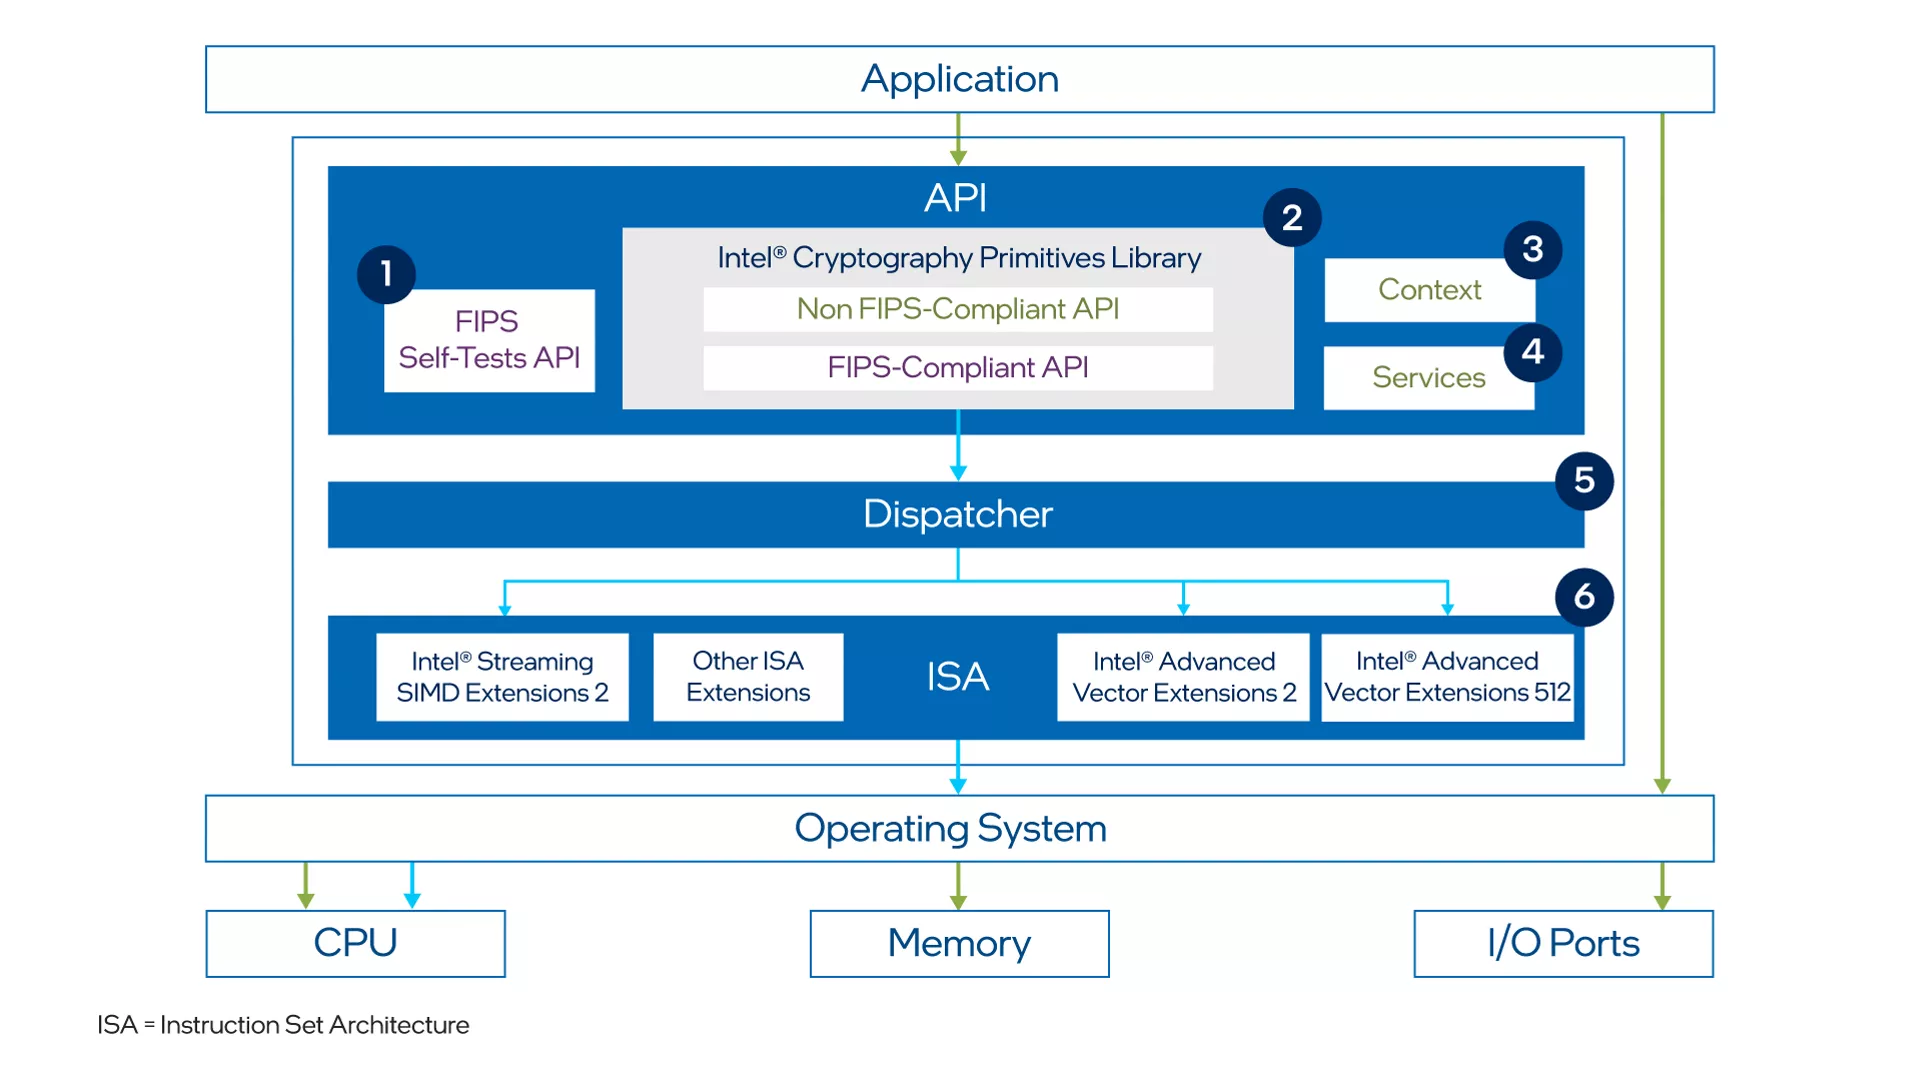 Application
API
1
FIPS
Self-Tests API
2
Intel® Cryptography Primitives Library
Non FIPS-Compliant API
FIPS-Compliant API
3
Context
4
Services
5
Dispatcher
6
Intel® Streaming
SIMD Extensions 2
Other ISA
Extensions
ISA
Intel® Advanced
Vector Extensions 2
Intel® Advanced
Vector Extensions 512
Operating System
CPU
Memory
I/O Ports
ISA = Instruction Set Architecture